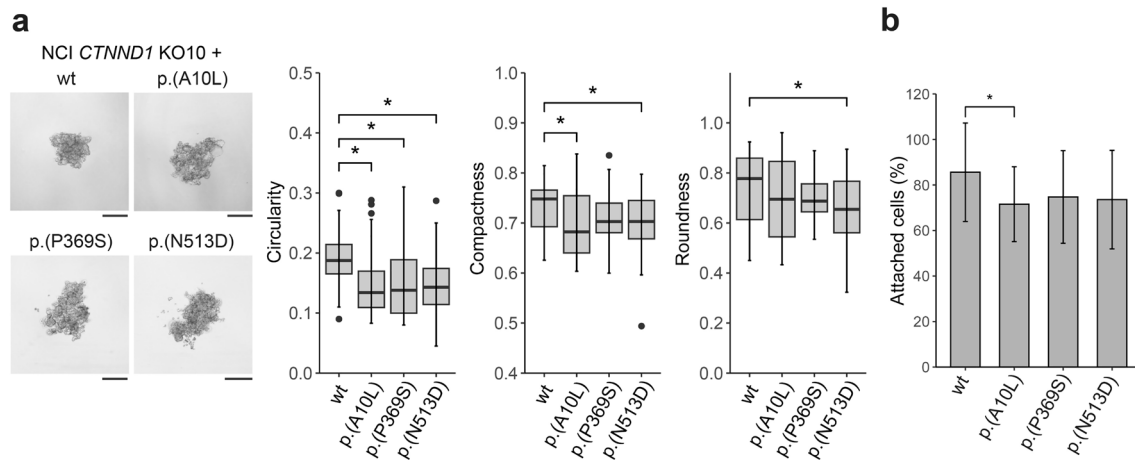 a
NCI CTNND1 KO10 +
wt
p.(A10L)
p.(P369S)
p.(N513D)
Circularity
0.5
0.4
0.3
0.2
0.1
0.0
*
*
*
wt
p.(A10L)
p.(P369S)
p.(N513D)
Compactness
1.0
0.9
0.8
0.7
0.6
0.5
0.4
*
*
wt
p.(A10L)
p.(P369S)
p.(N513D)
Roundness
1.0
0.8
0.6
0.4
0.2
0.0
*
wt
p.(A10L)
p.(P369S)
p.(N513D)
b
Attached cells (%)
120
100
80
60
40
20
0
*
wt
p.(A10L)
p.(P369S)
p.(N513D)